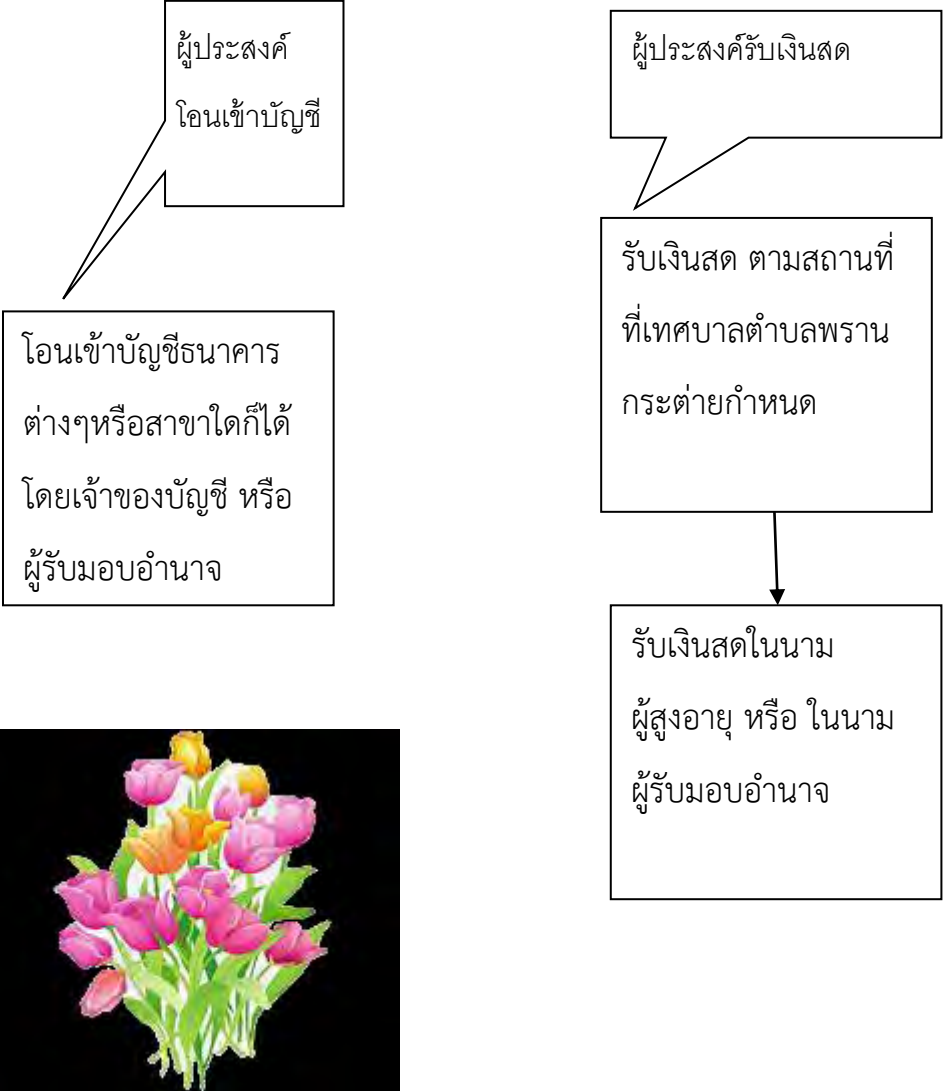 ผู้ประสงค์
โอนเข้าบัญชี
โอนเข้าบัญชีธนาคาร
ต่างๆหรือสาขาใดก็ได้
โดยเจ้าของบัญชี หรือ
ผู้รับมอบอำนาจ
ผู้ประสงค์รับเงินสด
รับเงินสด ตามสถานที่
ที่เทศบาลตำบลพราน
กระต่ายกำหนด
รับเงินสดในนาม
ผู้สูงอายุ หรือ ในนาม
ผู้รับมอบอำนาจ